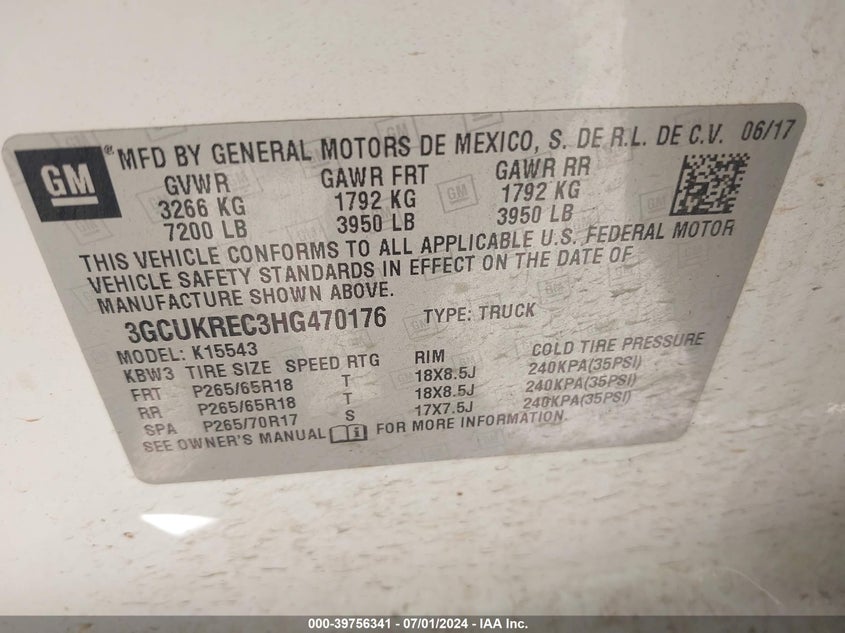 GM ® MFD BY GENERAL MOTORS DE MEXICO, S. DE R.L. DE C.V. 06/17
GVWR GAWR FRT GAWR RR
3266 KG 1792 KG 1792 KG
7200 LB 3950 LB 3950 LB
THIS VEHICLE CONFORMS TO ALL APPLICABLE U.S. FEDERAL MOTOR
VEHICLE SAFETY STANDARDS IN EFFECT ON THE DATE OF
MANUFACTURE SHOWN ABOVE.
3GCUKREC3HG470176 TYPE: TRUCK
MODEL: K15543
KBW3 TIRE SIZE SPEED RTG RIM COLD TIRE PRESSURE
FRT P265/65R18 T 18X8.5J 240KPA(35PSI)
RR P265/65R18 T 18X8.5J 240KPA(35PSI)
SPA P265/70R17 S 17X7.5J 240KPA(35PSI)
SEE OWNER'S MANUAL FOR MORE INFORMATION.
000-39756341 - 07/01/2024 - IAA Inc.